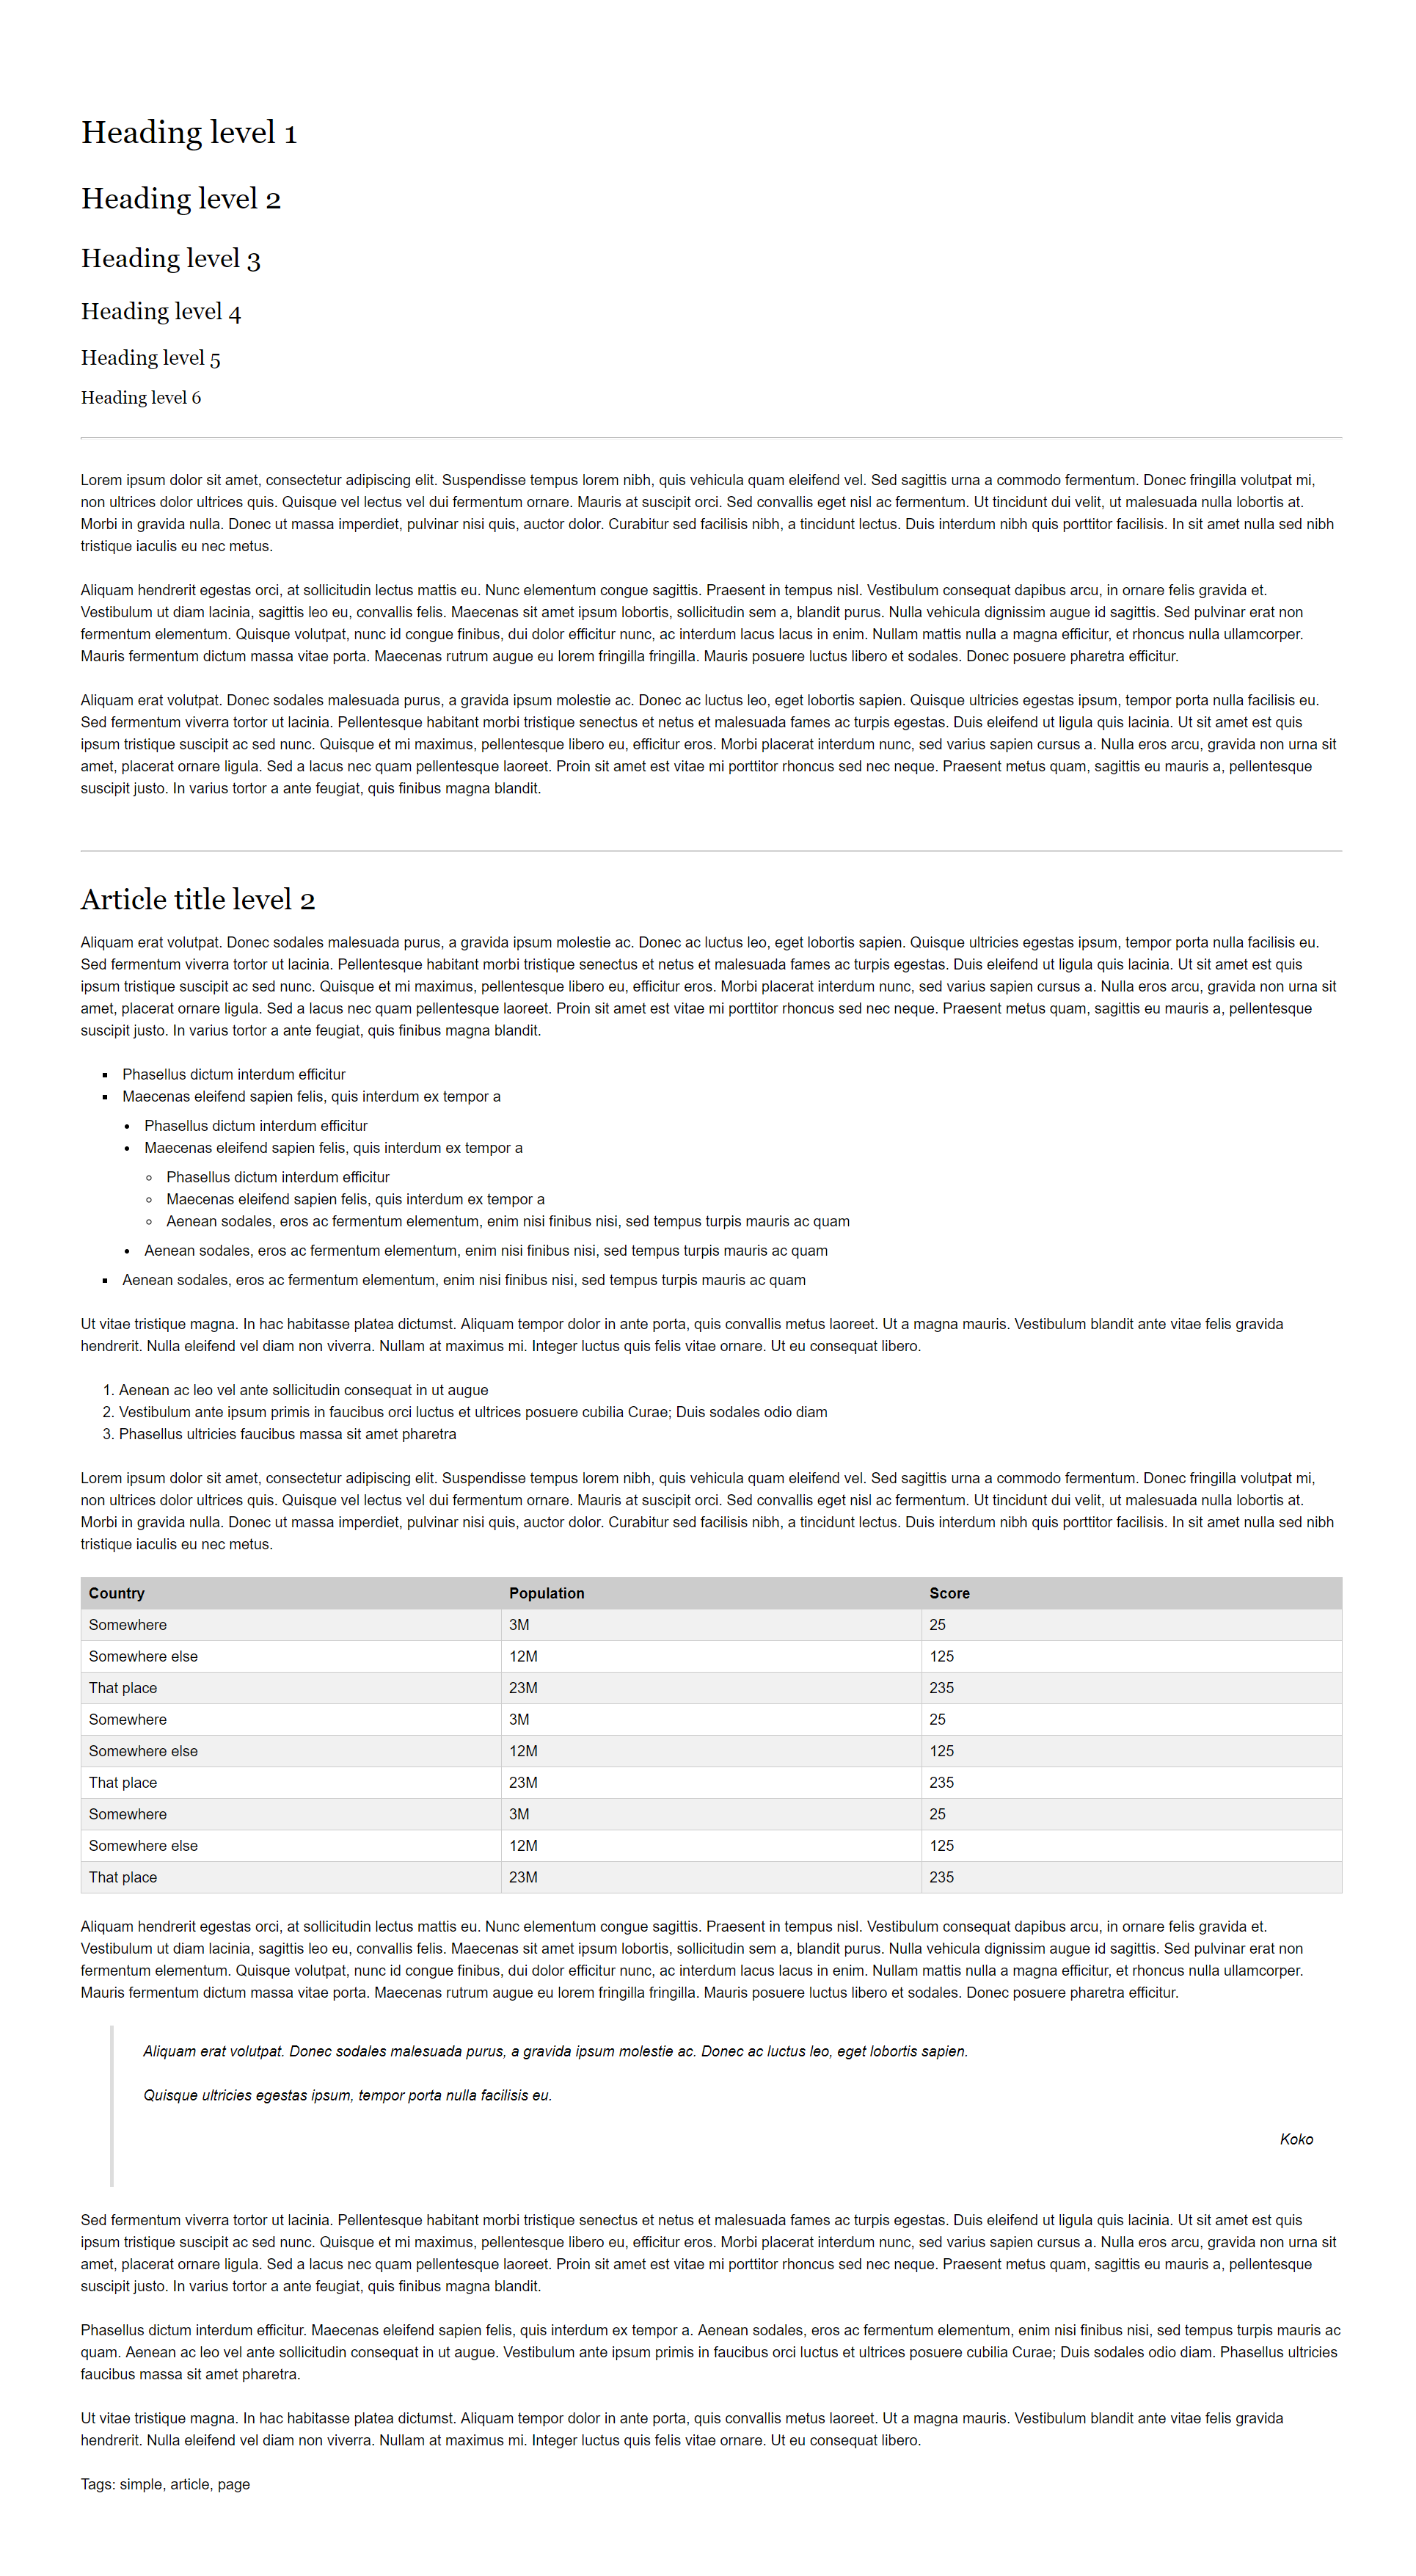 Heading level 1
Heading level 2
Heading level 3
Heading level 4
Heading level 5
Heading level 6
Lorem ipsum dolor sit amet, consectetur adipiscing elit. Suspendisse tempus lorem nibh, quis vehicula quam eleifend vel. Sed sagittis urna a commodo fermentum. Donec fringilla volutpat mi,
non ultrices dolor ultrices quis. Quisque vel lectus vel dui fermentum ornare. Mauris at suscipit orci. Sed convallis eget nisl ac fermentum. Ut tincidunt dui velit, ut malesuada nulla lobortis at.
Morbi in gravida nulla. Donec ut massa imperdiet, pulvinar nisi quis, auctor dolor. Curabitur sed facilisis nibh, a tincidunt lectus. Duis interdum nibh quis porttitor facilisis. In sit amet nulla sed nibh
tristique iaculis eu nec metus.
Aliquam hendrerit egestas orci, at sollicitudin lectus mattis eu. Nunc elementum congue sagittis. Praesent in tempus nisl. Vestibulum consequat dapibus arcu, in ornare felis gravida et.
Vestibulum ut diam lacinia, sagittis leo eu, convallis felis. Maecenas sit amet ipsum lobortis, sollicitudin sem a, blandit purus. Nulla vehicula dignissim augue id sagittis. Sed pulvinar erat non
fermentum elementum. Quisque volutpat, nunc id congue finibus, dui dolor efficitur nunc, ac interdum lacus lacus in enim. Nullam mattis nulla a magna efficitur, et rhoncus nulla ullamcorper.
Mauris fermentum dictum massa vitae porta. Maecenas rutrum augue eu lorem fringilla fringilla. Mauris posuere luctus libero et sodales. Donec posuere pharetra efficitur.
Aliquam erat volutpat. Donec sodales malesuada purus, a gravida ipsum molestie ac. Donec ac luctus leo, eget lobortis sapien. Quisque ultricies egestas ipsum, tempor porta nulla facilisis eu.
Sed fermentum viverra tortor ut lacinia. Pellentesque habitant morbi tristique senectus et netus et malesuada fames ac turpis egestas. Duis eleifend ut ligula quis lacinia. Ut sit amet est quis
ipsum tristique suscipit ac sed nunc. Quisque et mi maximus, pellentesque libero eu, efficitur eros. Morbi placerat interdum nunc, sed varius sapien cursus a. Nulla eros arcu, gravida non urna sit
amet, placerat ornare ligula. Sed a lacus nec quam pellentesque laoreet. Proin sit amet est vitae mi porttitor rhoncus sed nec neque. Praesent metus quam, sagittis eu mauris a, pellentesque
suscipit justo. In varius tortor a ante feugiat, quis finibus magna blandit.
Article title level 2
Aliquam erat volutpat. Donec sodales malesuada purus, a gravida ipsum molestie ac. Donec ac luctus leo, eget lobortis sapien. Quisque ultricies egestas ipsum, tempor porta nulla facilisis eu.
Sed fermentum viverra tortor ut lacinia. Pellentesque habitant morbi tristique senectus et netus et malesuada fames ac turpis egestas. Duis eleifend ut ligula quis lacinia. Ut sit amet est quis
ipsum tristique suscipit ac sed nunc. Quisque et mi maximus, pellentesque libero eu, efficitur eros. Morbi placerat interdum nunc, sed varius sapien cursus a. Nulla eros arcu, gravida non urna sit
amet, placerat ornare ligula. Sed a lacus nec quam pellentesque laoreet. Proin sit amet est vitae mi porttitor rhoncus sed nec neque. Praesent metus quam, sagittis eu mauris a, pellentesque
suscipit justo. In varius tortor a ante feugiat, quis finibus magna blandit.
▪ Phasellus dictum interdum efficitur
▪ Maecenas eleifend sapien felis, quis interdum ex tempor a
• Phasellus dictum interdum efficitur
• Maecenas eleifend sapien felis, quis interdum ex tempor a
◦ Phasellus dictum interdum efficitur
◦ Maecenas eleifend sapien felis, quis interdum ex tempor a
◦ Aenean sodales, eros ac fermentum elementum, enim nisi finibus nisi, sed tempus turpis mauris ac quam
• Aenean sodales, eros ac fermentum elementum, enim nisi finibus nisi, sed tempus turpis mauris ac quam
▪ Aenean sodales, eros ac fermentum elementum, enim nisi finibus nisi, sed tempus turpis mauris ac quam
Ut vitae tristique magna. In hac habitasse platea dictumst. Aliquam tempor dolor in ante porta, quis convallis metus laoreet. Ut a magna mauris. Vestibulum blandit ante vitae felis gravida
hendrerit. Nulla eleifend vel diam non viverra. Nullam at maximus mi. Integer luctus quis felis vitae ornare. Ut eu consequat libero.
1. Aenean ac leo vel ante sollicitudin consequat in ut augue
2. Vestibulum ante ipsum primis in faucibus orci luctus et ultrices posuere cubilia Curae; Duis sodales odio diam
3. Phasellus ultricies faucibus massa sit amet pharetra
Lorem ipsum dolor sit amet, consectetur adipiscing elit. Suspendisse tempus lorem nibh, quis vehicula quam eleifend vel. Sed sagittis urna a commodo fermentum. Donec fringilla volutpat mi,
non ultrices dolor ultrices quis. Quisque vel lectus vel dui fermentum ornare. Mauris at suscipit orci. Sed convallis eget nisl ac fermentum. Ut tincidunt dui velit, ut malesuada nulla lobortis at.
Morbi in gravida nulla. Donec ut massa imperdiet, pulvinar nisi quis, auctor dolor. Curabitur sed facilisis nibh, a tincidunt lectus. Duis interdum nibh quis porttitor facilisis. In sit amet nulla sed nibh
tristique iaculis eu nec metus.
Country Population Score
Somewhere 3M 25
Somewhere else 12M 125
That place 23M 235
Somewhere 3M 25
Somewhere else 12M 125
That place 23M 235
Somewhere 3M 25
Somewhere else 12M 125
That place 23M 235
Aliquam hendrerit egestas orci, at sollicitudin lectus mattis eu. Nunc elementum congue sagittis. Praesent in tempus nisl. Vestibulum consequat dapibus arcu, in ornare felis gravida et.
Vestibulum ut diam lacinia, sagittis leo eu, convallis felis. Maecenas sit amet ipsum lobortis, sollicitudin sem a, blandit purus. Nulla vehicula dignissim augue id sagittis. Sed pulvinar erat non
fermentum elementum. Quisque volutpat, nunc id congue finibus, dui dolor efficitur nunc, ac interdum lacus lacus in enim. Nullam mattis nulla a magna efficitur, et rhoncus nulla ullamcorper.
Mauris fermentum dictum massa vitae porta. Maecenas rutrum augue eu lorem fringilla fringilla. Mauris posuere luctus libero et sodales. Donec posuere pharetra efficitur.
Aliquam erat volutpat. Donec sodales malesuada purus, a gravida ipsum molestie ac. Donec ac luctus leo, eget lobortis sapien.
Quisque ultricies egestas ipsum, tempor porta nulla facilisis eu.
Koko
Sed fermentum viverra tortor ut lacinia. Pellentesque habitant morbi tristique senectus et netus et malesuada fames ac turpis egestas. Duis eleifend ut ligula quis lacinia. Ut sit amet est quis
ipsum tristique suscipit ac sed nunc. Quisque et mi maximus, pellentesque libero eu, efficitur eros. Morbi placerat interdum nunc, sed varius sapien cursus a. Nulla eros arcu, gravida non urna sit
amet, placerat ornare ligula. Sed a lacus nec quam pellentesque laoreet. Proin sit amet est vitae mi porttitor rhoncus sed nec neque. Praesent metus quam, sagittis eu mauris a, pellentesque
suscipit justo. In varius tortor a ante feugiat, quis finibus magna blandit.
Phasellus dictum interdum efficitur. Maecenas eleifend sapien felis, quis interdum ex tempor a. Aenean sodales, eros ac fermentum elementum, enim nisi finibus nisi, sed tempus turpis mauris ac
quam. Aenean ac leo vel ante sollicitudin consequat in ut augue. Vestibulum ante ipsum primis in faucibus orci luctus et ultrices posuere cubilia Curae; Duis sodales odio diam. Phasellus ultricies
faucibus massa sit amet pharetra.
Ut vitae tristique magna. In hac habitasse platea dictumst. Aliquam tempor dolor in ante porta, quis convallis metus laoreet. Ut a magna mauris. Vestibulum blandit ante vitae felis gravida
hendrerit. Nulla eleifend vel diam non viverra. Nullam at maximus mi. Integer luctus quis felis vitae ornare. Ut eu consequat libero.
Tags: simple, article, page